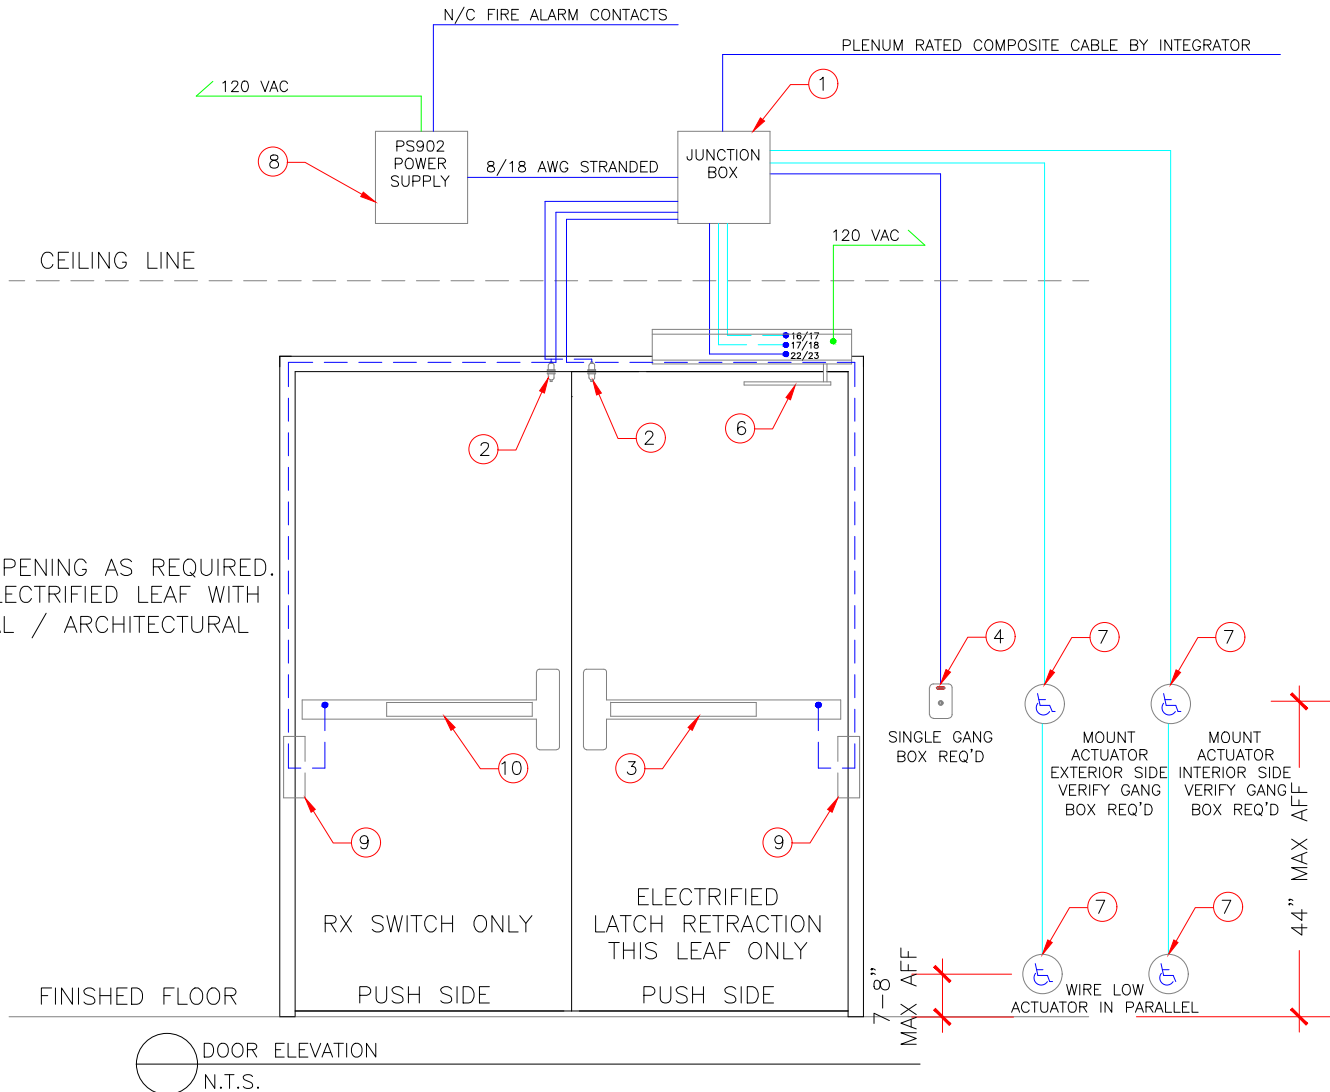 N/C FIRE ALARM CONTACTS
PLENUM RATED COMPOSITE CABLE BY INTEGRATOR
120 VAC
1
PS902
POWER
SUPPLY
8
8/18 AWG STRANDED
JUNCTION
BOX
120 VAC
CEILING LINE
16/17
17/18
22/23
2
2
6
PENING AS REQUIRED.
LECTRIFIED LEAF WITH
AL / ARCHITECTURAL
4
7
7
SINGLE GANG
BOX REQ'D
MOUNT
ACTUATOR
EXTERIOR SIDE
VERIFY GANG
BOX REQ'D
MOUNT
ACTUATOR
INTERIOR SIDE
VERIFY GANG
BOX REQ'D
10
3
9
9
44" MAX AFF
RX SWITCH ONLY
ELECTRIFIED
LATCH RETRACTION
THIS LEAF ONLY
7
7
7-8"
MAX AFF
WIRE LOW
ACTUATOR IN PARALLEL
FINISHED FLOOR
PUSH SIDE
PUSH SIDE
DOOR ELEVATION
N.T.S.